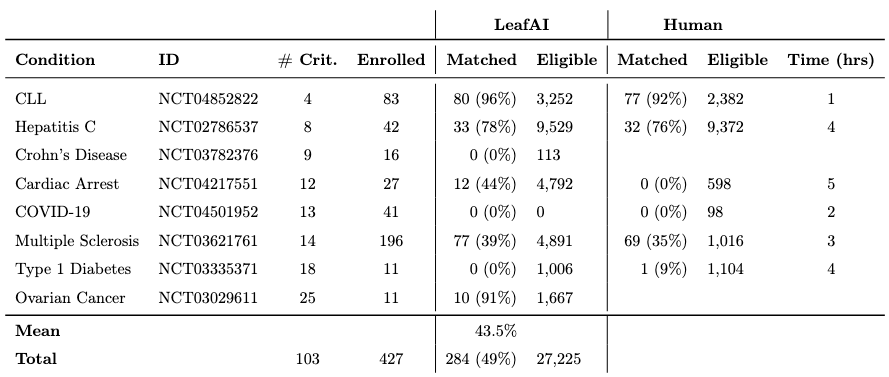 LeafAI Human
Condition ID # Crit. Enrolled Matched Eligible Matched Eligible Time (hrs)
CLL NCT04852822 4 83 80 (96%) 3,252 77 (92%) 2,382 1
Hepatitis C NCT02786537 8 42 33 (78%) 9,529 32 (76%) 9,372 4
Crohn's Disease NCT03782376 9 16 0 (0%) 113
Cardiac Arrest NCT04217551 12 27 12 (44%) 4,792 0 (0%) 598 5
COVID-19 NCT04501952 13 41 0 (0%) 0 0 (0%) 98 2
Multiple Sclerosis NCT03621761 14 196 77 (39%) 4,891 69 (35%) 1,016 3
Type 1 Diabetes NCT03335371 18 11 0 (0%) 1,006 1 (9%) 1,104 4
Ovarian Cancer NCT03029611 25 11 10 (91%) 1,667
Mean 43.5%
Total 103 427 284 (49%) 27,225